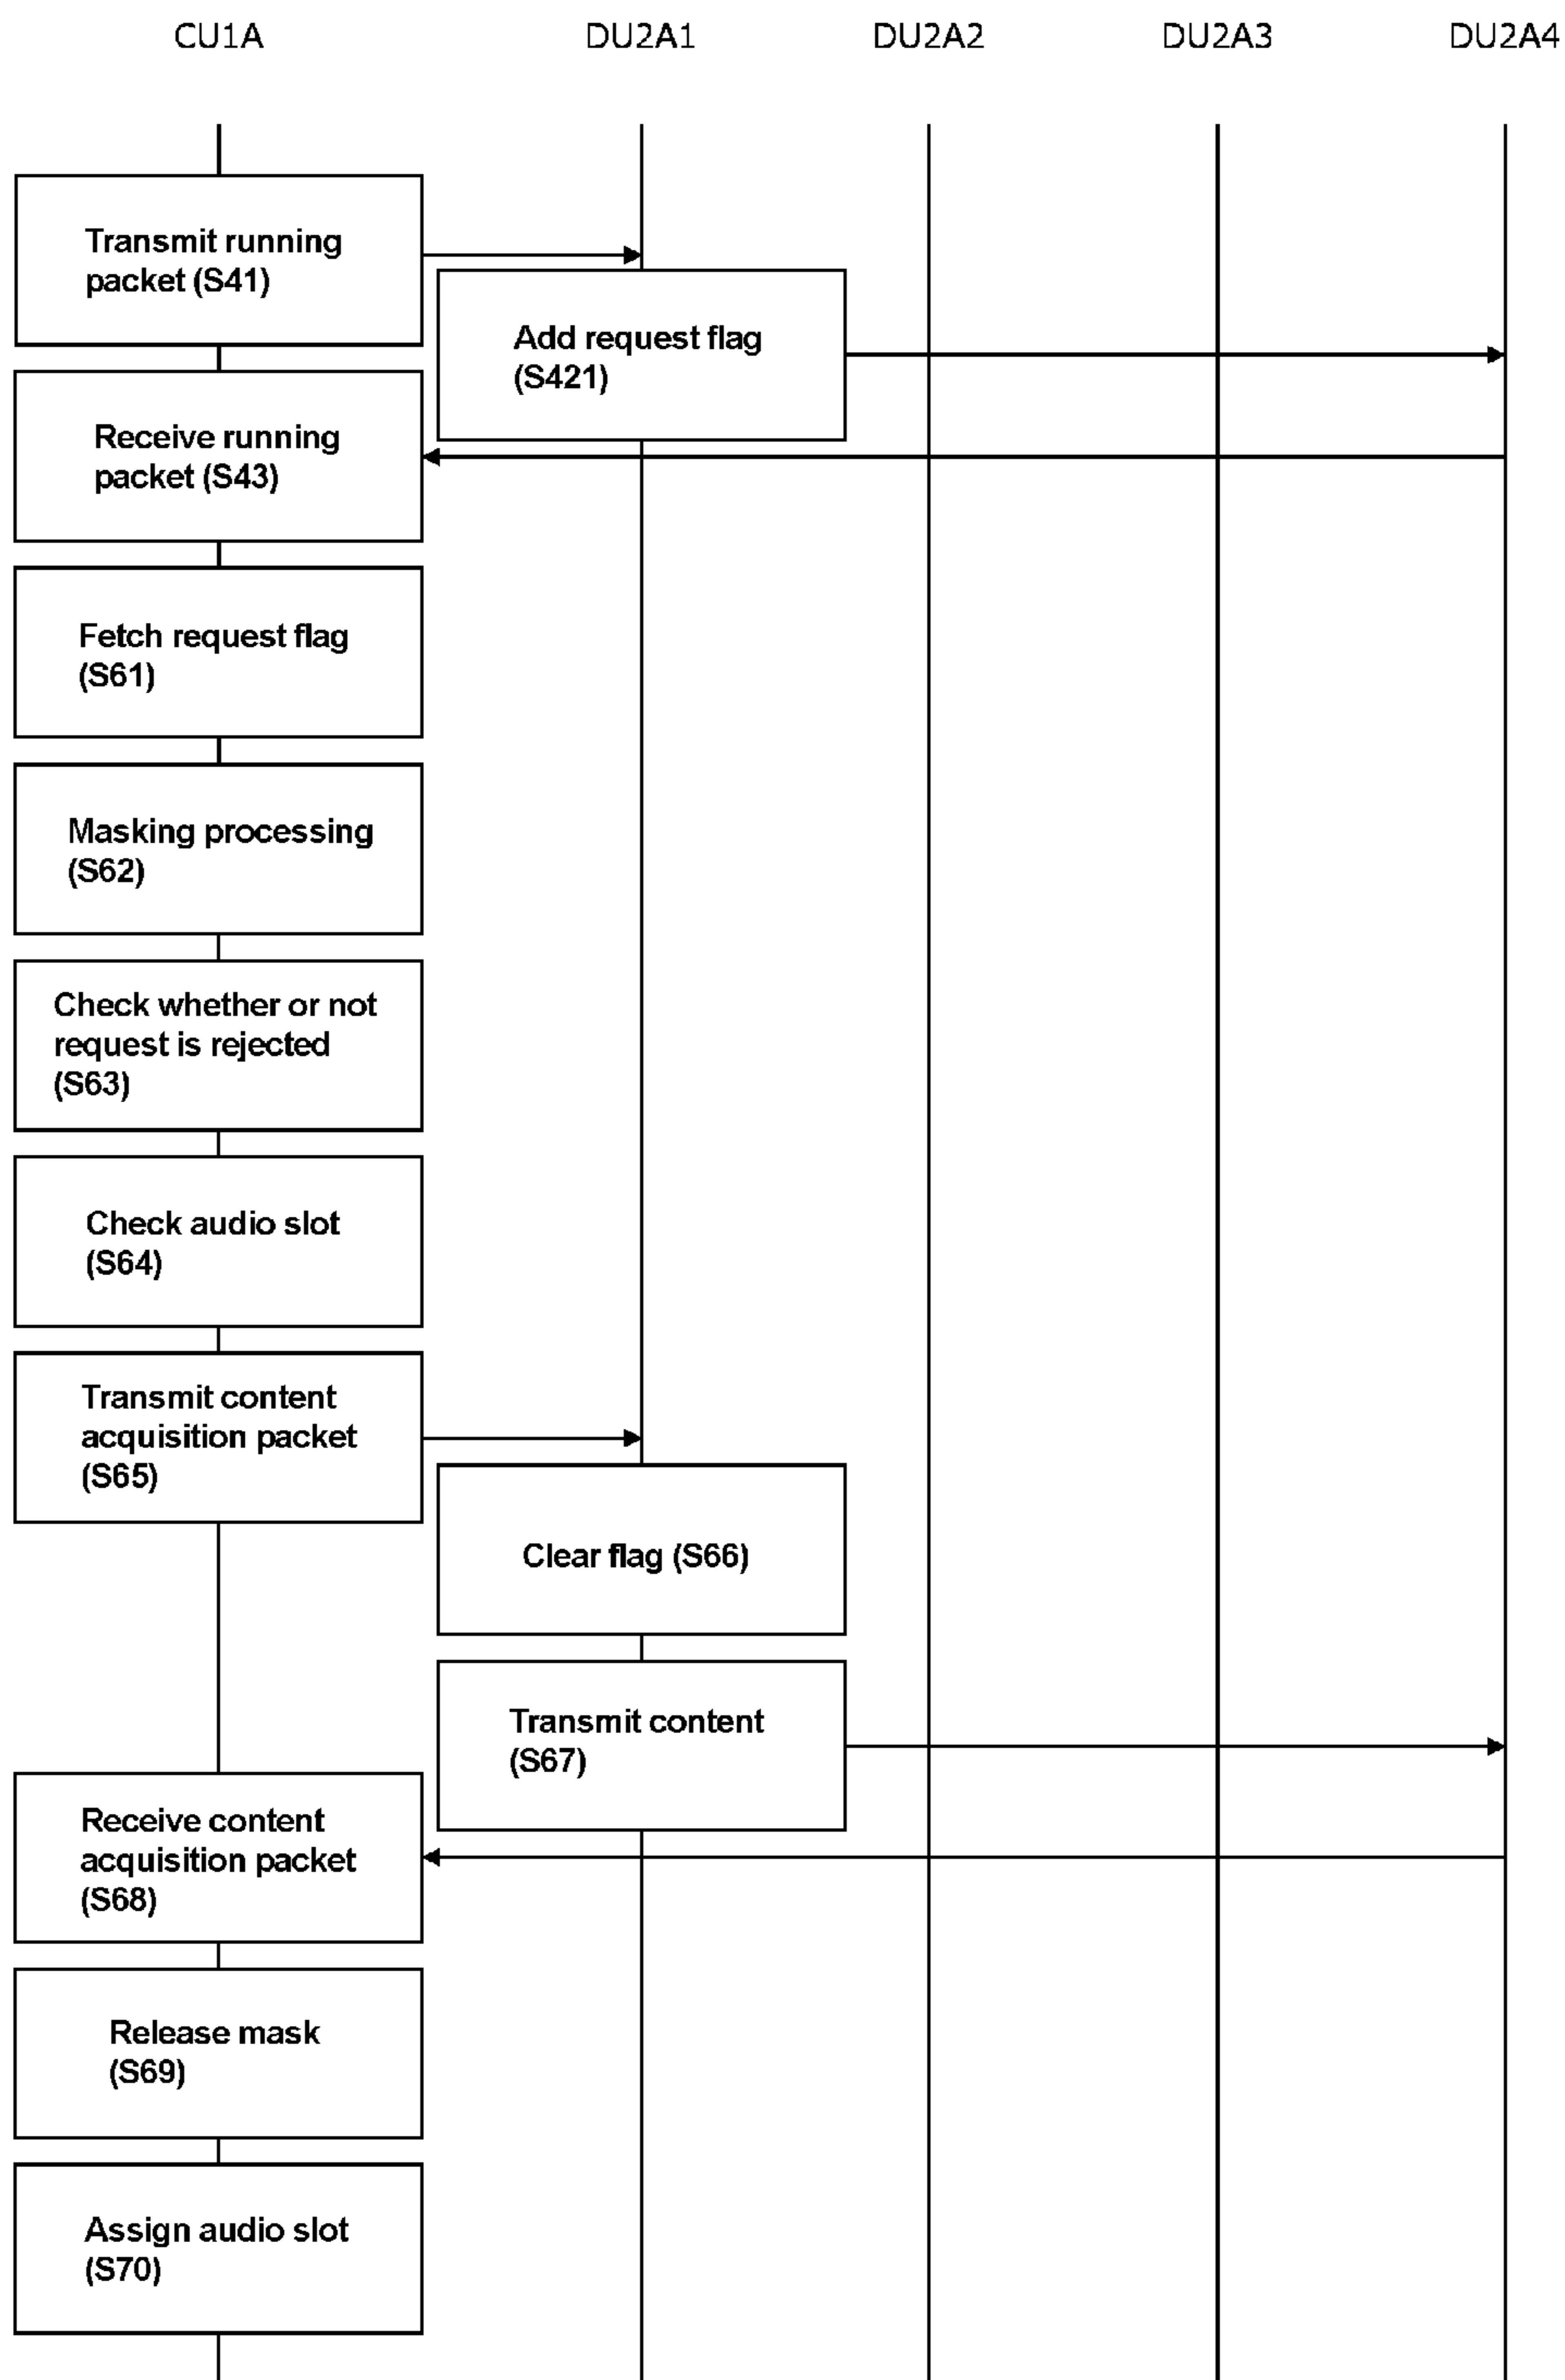 CU1A DU2A1 DU2A2 DU2A3 DU2A4
Transmit running
packet (S41)
Add request flag
(S421)
Receive running
packet (S43)
Fetch request flag
(S61)
Masking processing
(S62)
Check whether or not
request is rejected
(S63)
Check audio slot
(S64)
Transmit content
acquisition packet
(S65)
Clear flag (S66)
Transmit content
(S67)
Receive content
acquisition packet
(S68)
Release mask
(S69)
Assign audio slot
(S70)